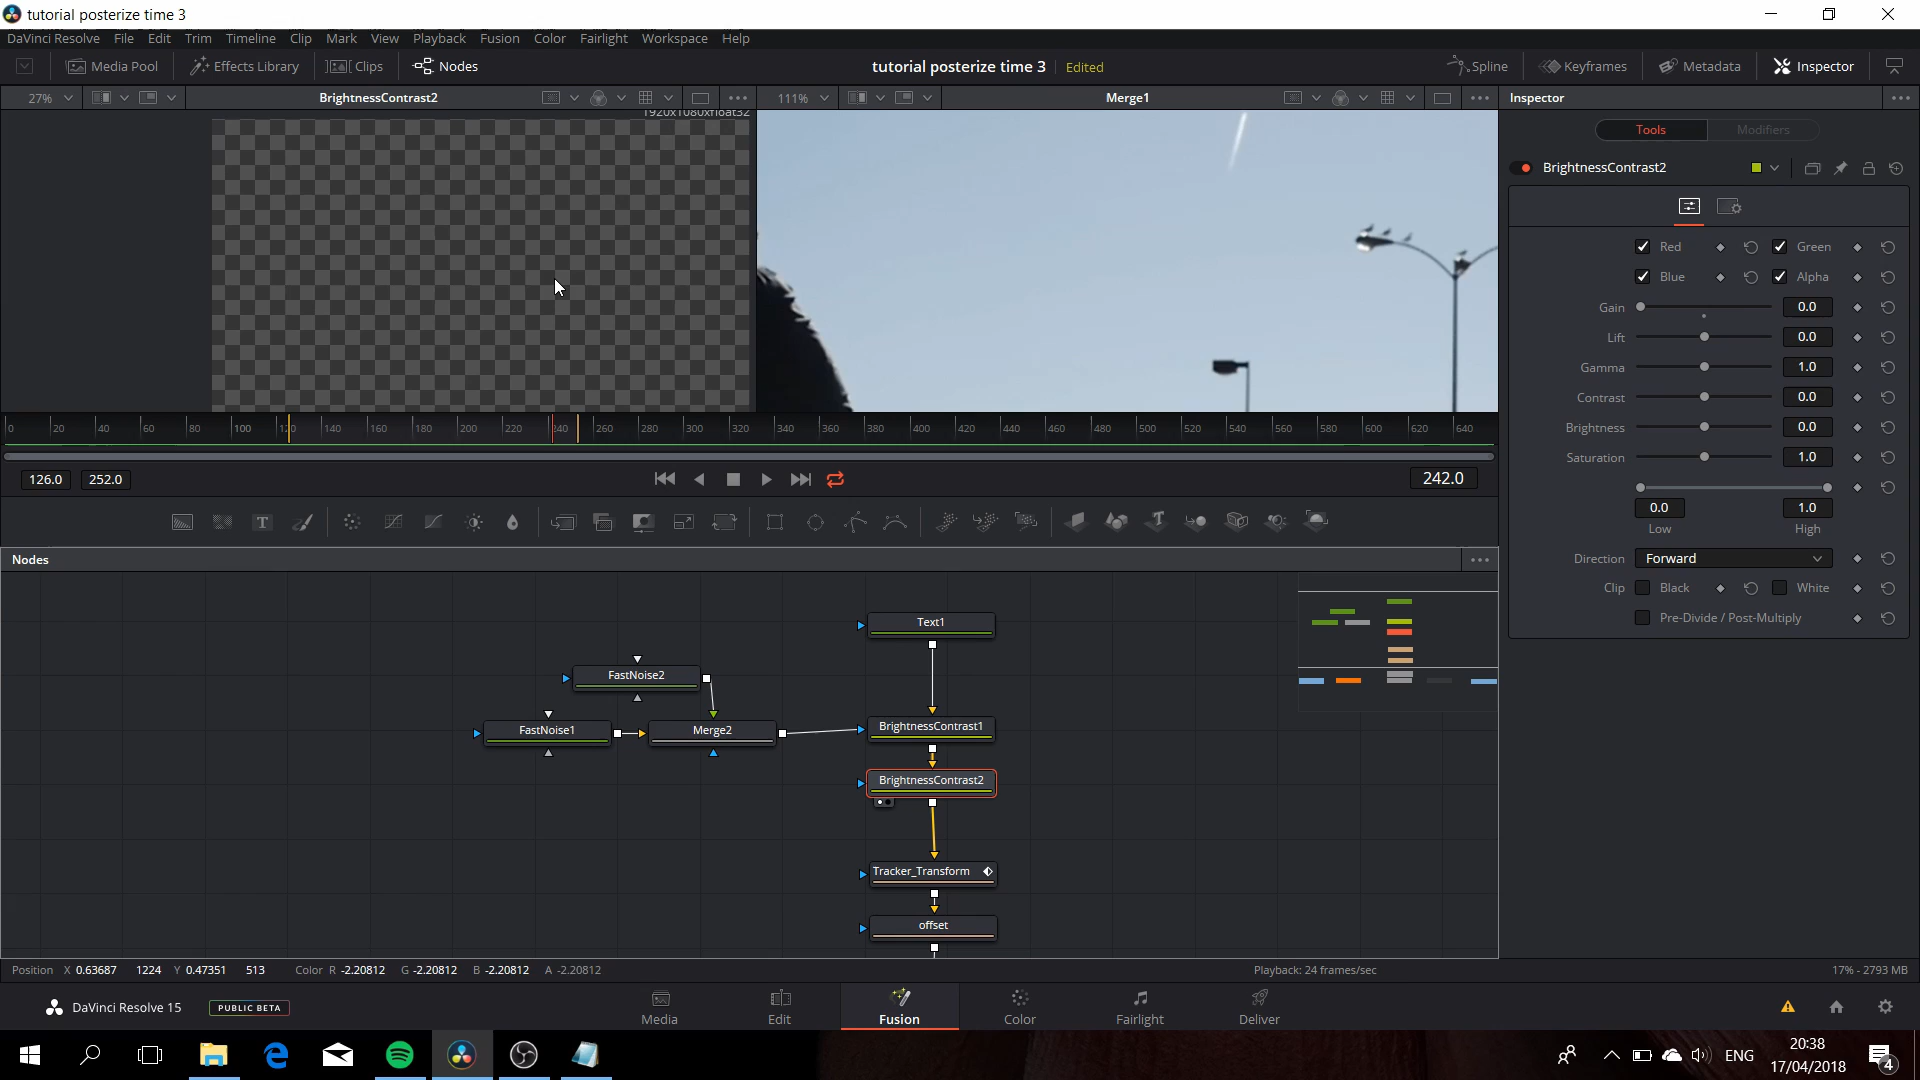 tutorial posterize time 3
DaVinci Resolve File Edit Trim Timeline Clip Mark View Playback Fusion Color Fairlight Workspace Help
Media Pool Effects Library Clips Nodes tutorial posterize time 3 Edited Spline Keyframes Metadata Inspector
27% BrightnessContrast2 111% Merge1 Inspector
1920x1080xfloat32
Tools Modifiers
BrightnessContrast2
Red Green
Blue Alpha
Gain 0.0
Lift 0.0
Gamma 1.0
Contrast 0.0
Brightness 0.0
Saturation 1.0
0.0 1.0
Low High
Direction Forward
Clip Black White
Pre-Divide / Post-Multiply
0 20 40 60 80 100 120 140 160 180 200 220 240 260 280 300 320 340 360 380 400 420 440 460 480 500 520 540 560 580 600 620 640
126.0 252.0 242.0
Nodes
Text1
FastNoise2
FastNoise1 Merge2 BrightnessContrast1
BrightnessContrast2
Tracker_Transform
offset
Position X 0.63687 1224 Y 0.47351 513 Color R -2.20812 G -2.20812 B -2.20812 A -2.20812 Playback: 24 frames/sec 17% - 2793 MB
DaVinci Resolve 15 PUBLIC BETA Media Edit Fusion Color Fairlight Deliver
ENG 20:38
17/04/2018
4